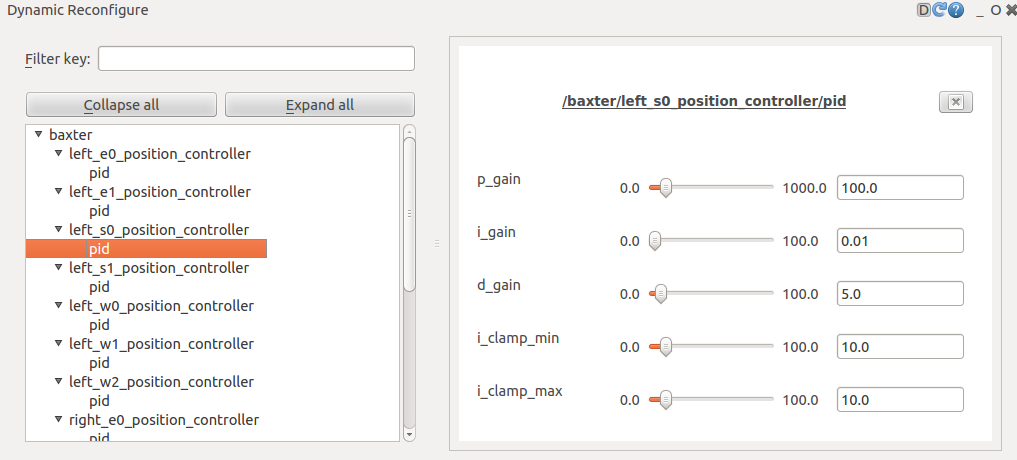 Dynamic Reconfigure
D ? _ O
Filter key:
Collapse all Expand all
baxter
left_e0_position_controller
pid
left_e1_position_controller
pid
left_s0_position_controller
pid
left_s1_position_controller
pid
left_w0_position_controller
pid
left_w1_position_controller
pid
left_w2_position_controller
pid
right_e0_position_controller
pid
/baxter/left_s0_position_controller/pid
p_gain 0.0 1000.0 100.0
i_gain 0.0 100.0 0.01
d_gain 0.0 100.0 5.0
i_clamp_min 0.0 100.0 10.0
i_clamp_max 0.0 100.0 10.0